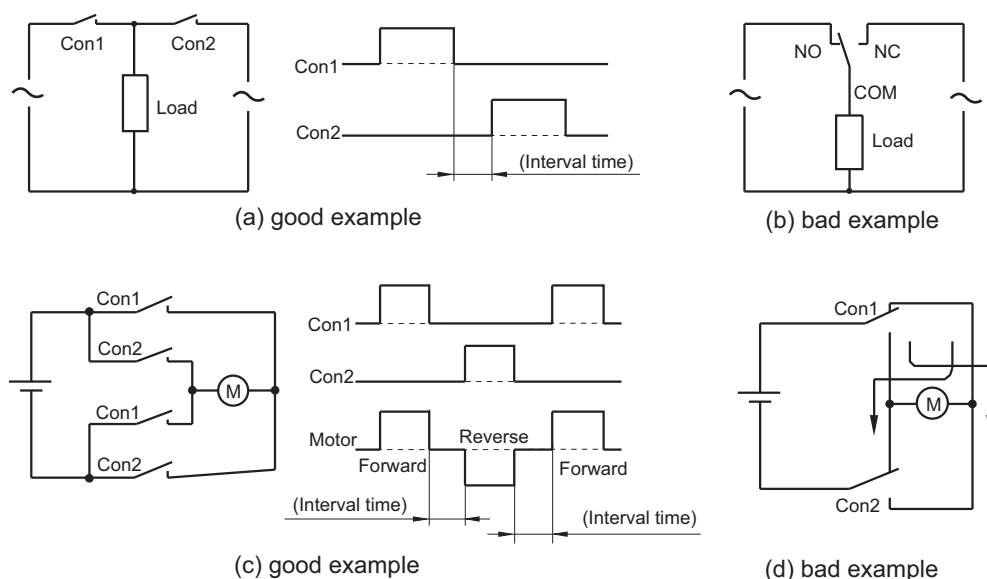 Con1
Con2
Load
Con1
Con2
(Interval time)
(a) good example
NO
NC
COM
Load
(b) bad example
Con1
Con2
Con1
Con2
M
Con1
Con2
Motor
Forward
Reverse
Forward
(Interval time)
(Interval time)
(c) good example
Con1
M
Con2
(d) bad example